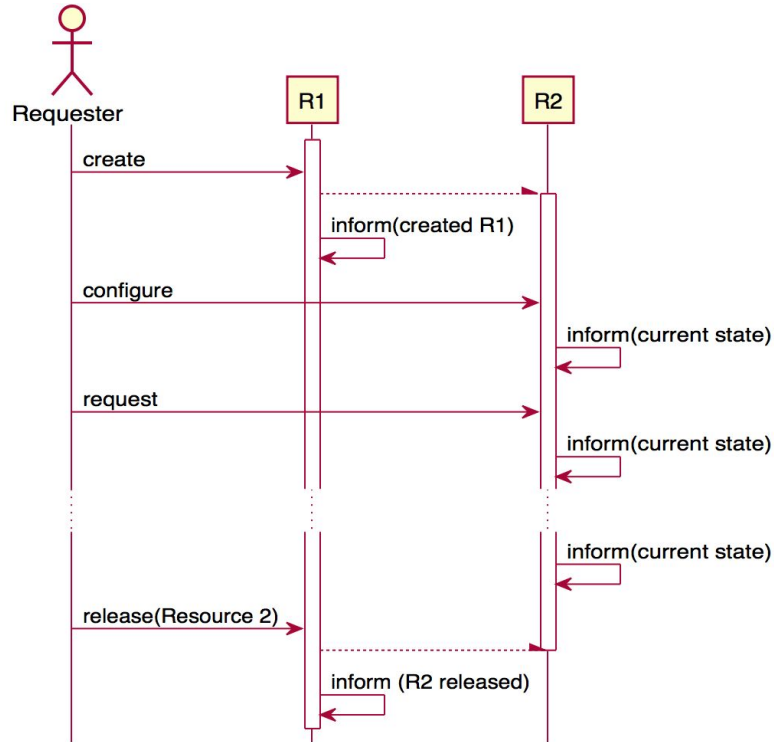 Requester
R1
R2
create
inform(created R1)
configure
inform(current state)
request
inform(current state)
inform(current state)
release(Resource 2)
inform (R2 released)